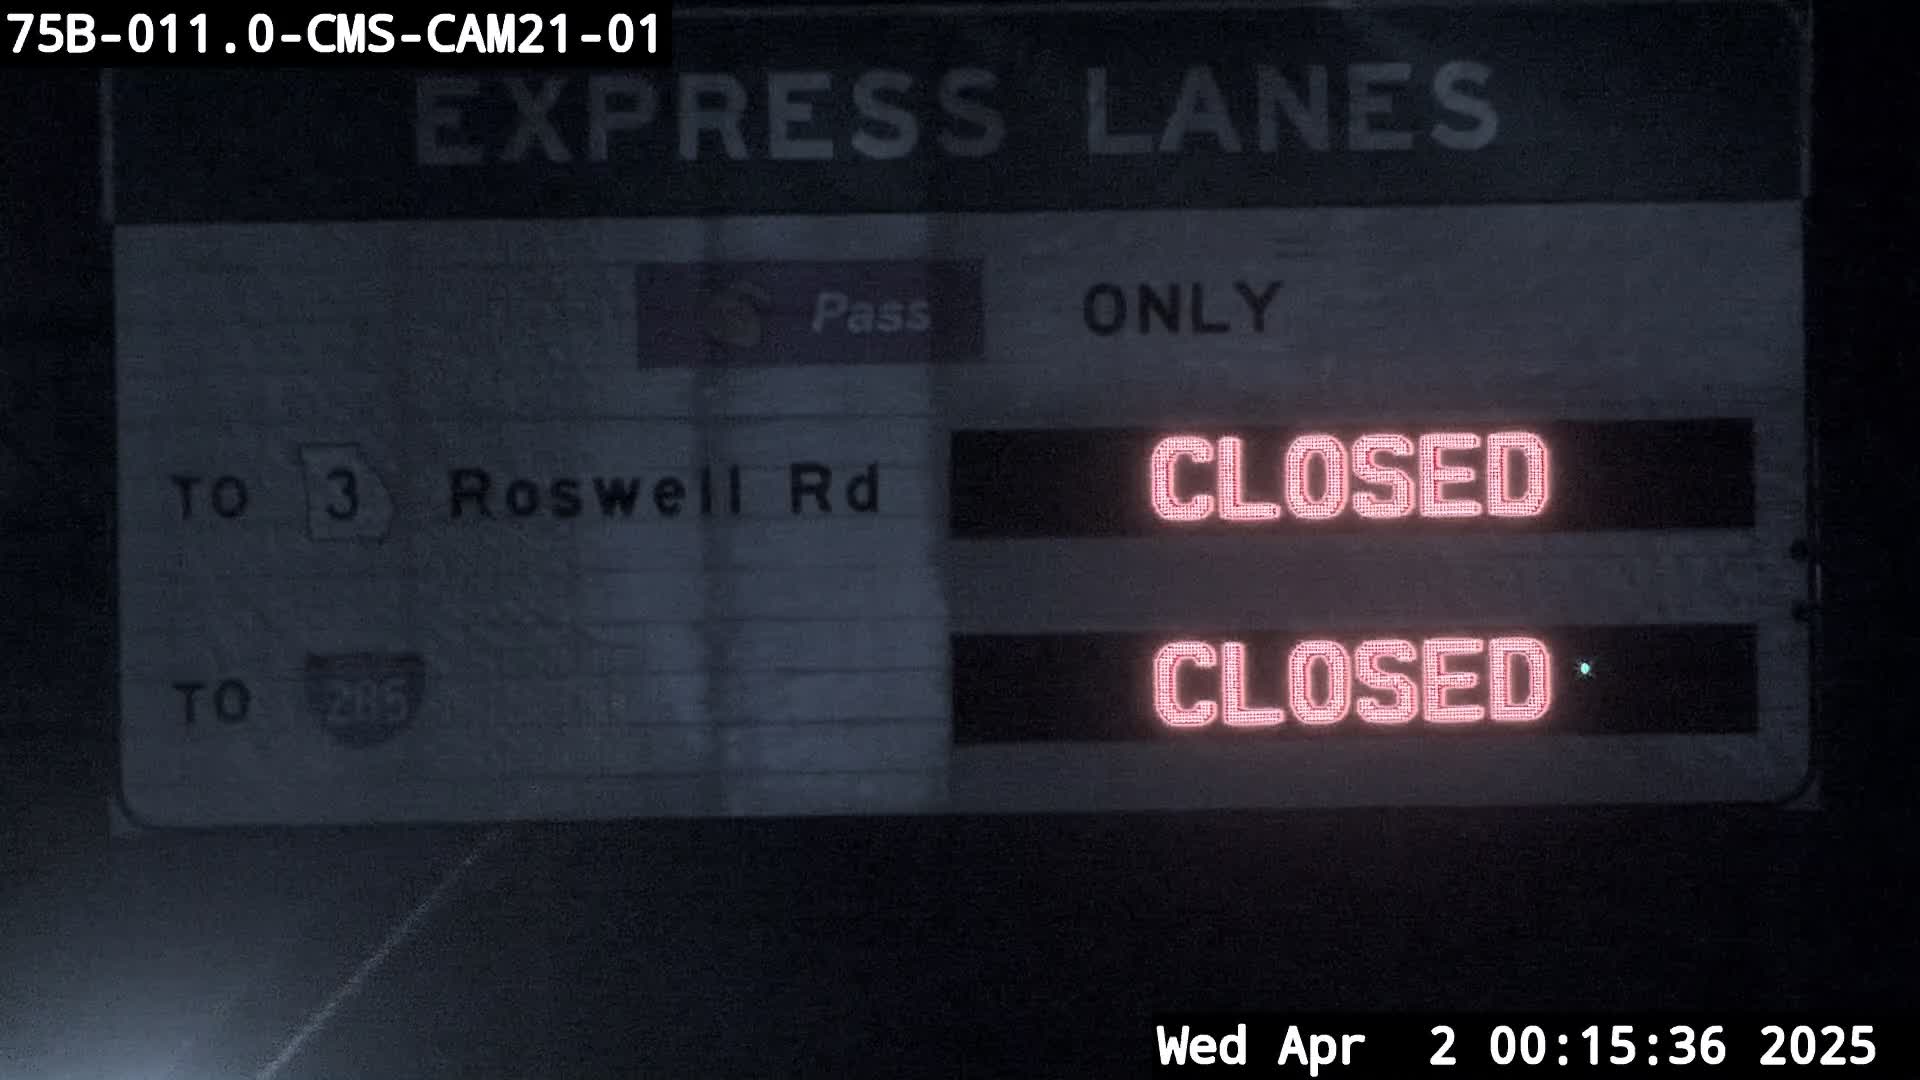 75B-011.0-CMS-CAM21-01
EXPRESS LANES
Pass ONLY
TO 3 Roswell Rd CLOSED
TO 285 CLOSED
Wed Apr 2 00:15:36 2025